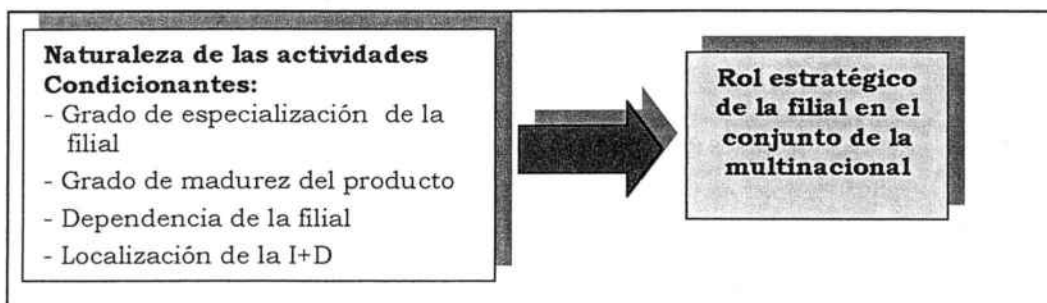 Naturaleza de las actividades
Condicionantes:
- Grado de especialización de la
filial
- Grado de madurez del producto
- Dependencia de la filial
- Localización de la I+D
Rol estratégico
de la filial en el
conjunto de la
multinacional